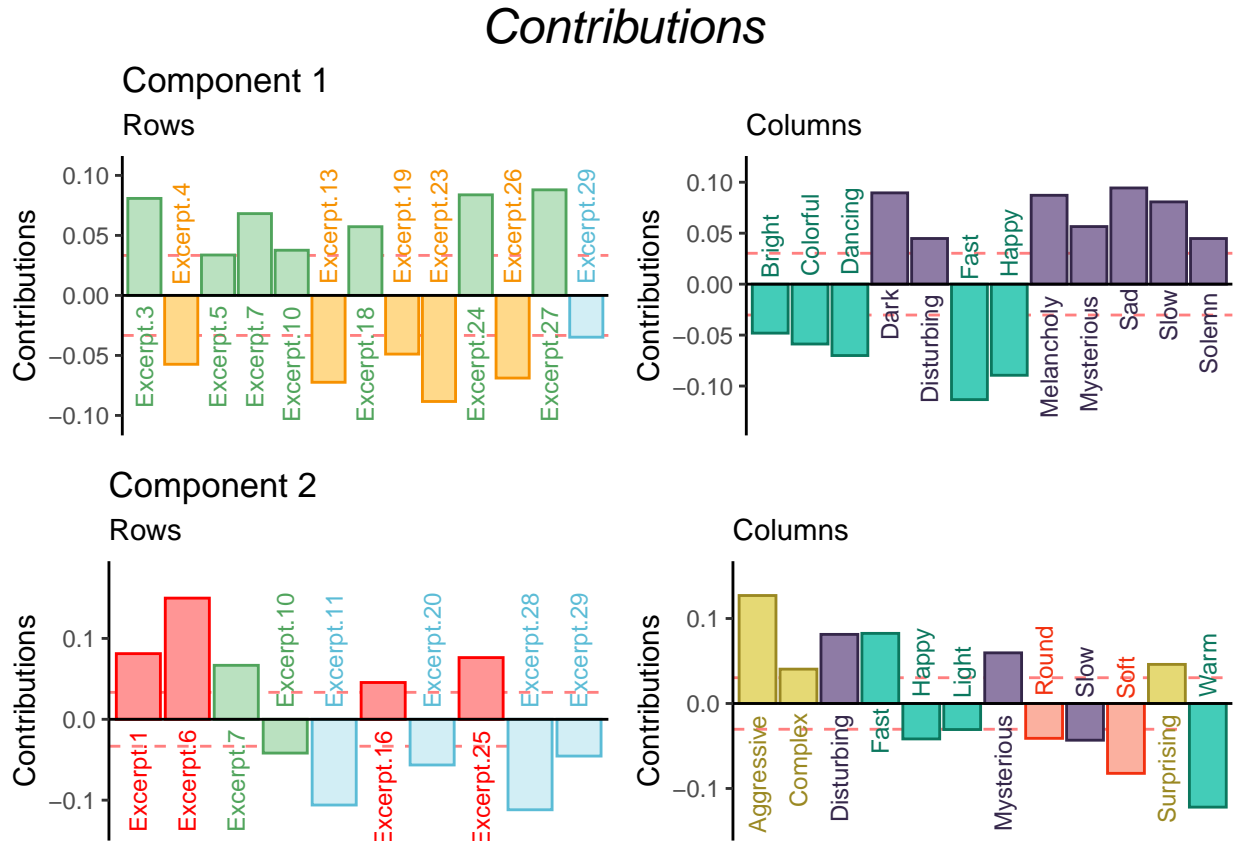 Contributions
Component 1
Rows
Contributions
0.10
0.05
0.00
−0.05
−0.10
Excerpt.3
Excerpt.4
Excerpt.5
Excerpt.7
Excerpt.10
Excerpt.13
Excerpt.18
Excerpt.19
Excerpt.23
Excerpt.24
Excerpt.26
Excerpt.27
Excerpt.29
Columns
Contributions
0.10
0.05
0.00
−0.05
−0.10
Bright
Colorful
Dancing
Dark
Disturbing
Fast
Happy
Melancholy
Mysterious
Sad
Slow
Solemn
Component 2
Rows
Contributions
0.1
0.0
−0.1
Excerpt.1
Excerpt.6
Excerpt.7
Excerpt.10
Excerpt.11
Excerpt.16
Excerpt.20
Excerpt.25
Excerpt.28
Excerpt.29
Columns
Contributions
0.1
0.0
−0.1
Aggressive
Complex
Disturbing
Fast
Happy
Light
Mysterious
Round
Slow
Soft
Surprising
Warm